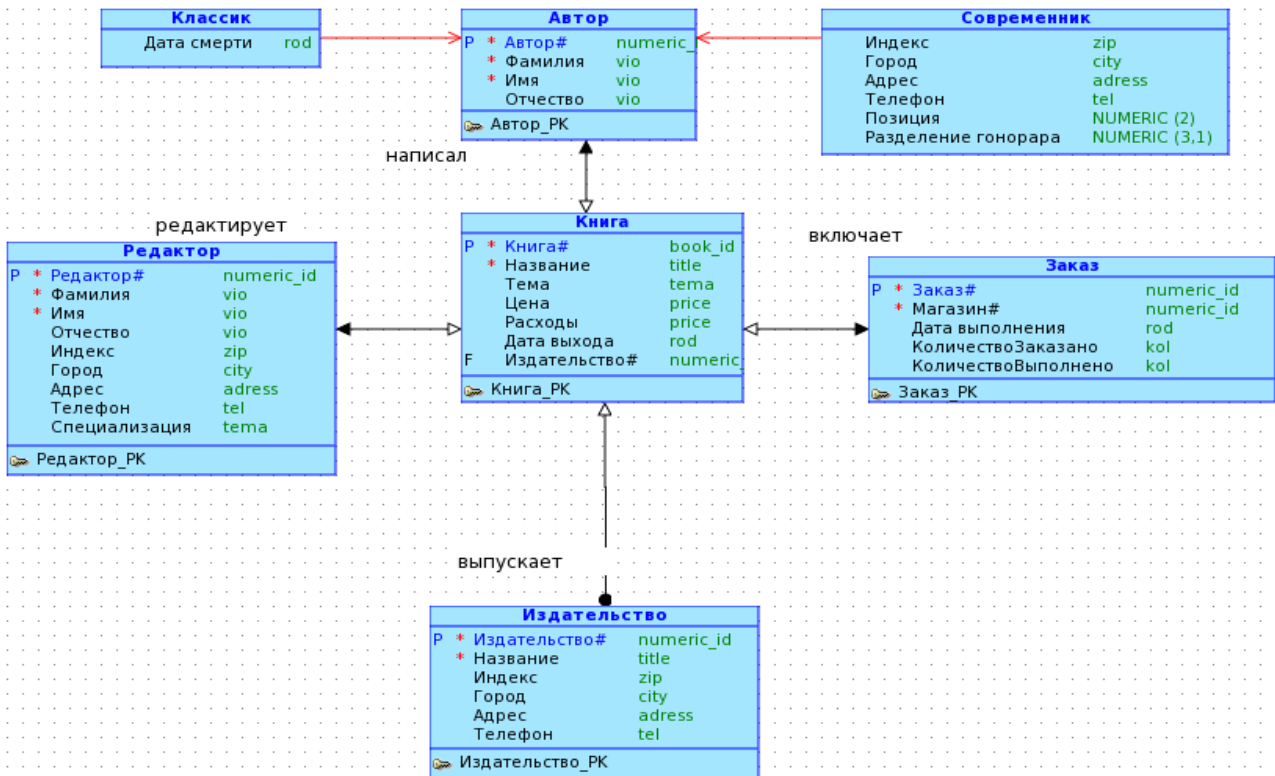 Классик
Дата смерти rod
Автор
P * Автор# numeric_
* Фамилия vio
* Имя vio
Отчество vio
Автор_PK
Современник
Индекс zip
Город city
Адрес adress
Телефон tel
Позиция NUMERIC (2)
Разделение гонорара NUMERIC (3,1)
написал
редактирует
включает
Редактор
P * Редактор# numeric_id
* Фамилия vio
* Имя vio
Отчество vio
Индекс zip
Город city
Адрес adress
Телефон tel
Специализация tema
Редактор_PK
Книга
P * Книга# book_id
* Название title
Тема tema
Цена price
Расходы price
Дата выхода rod
F Издательство# numeric_
Книга_PK
Заказ
P * Заказ# numeric_id
* Магазин# numeric_id
Дата выполнения rod
КоличествоЗаказано kol
КоличествоВыполнено kol
Заказ_PK
выпускает
Издательство
P * Издательство# numeric_id
* Название title
Индекс zip
Город city
Адрес adress
Телефон tel
Издательство_PK